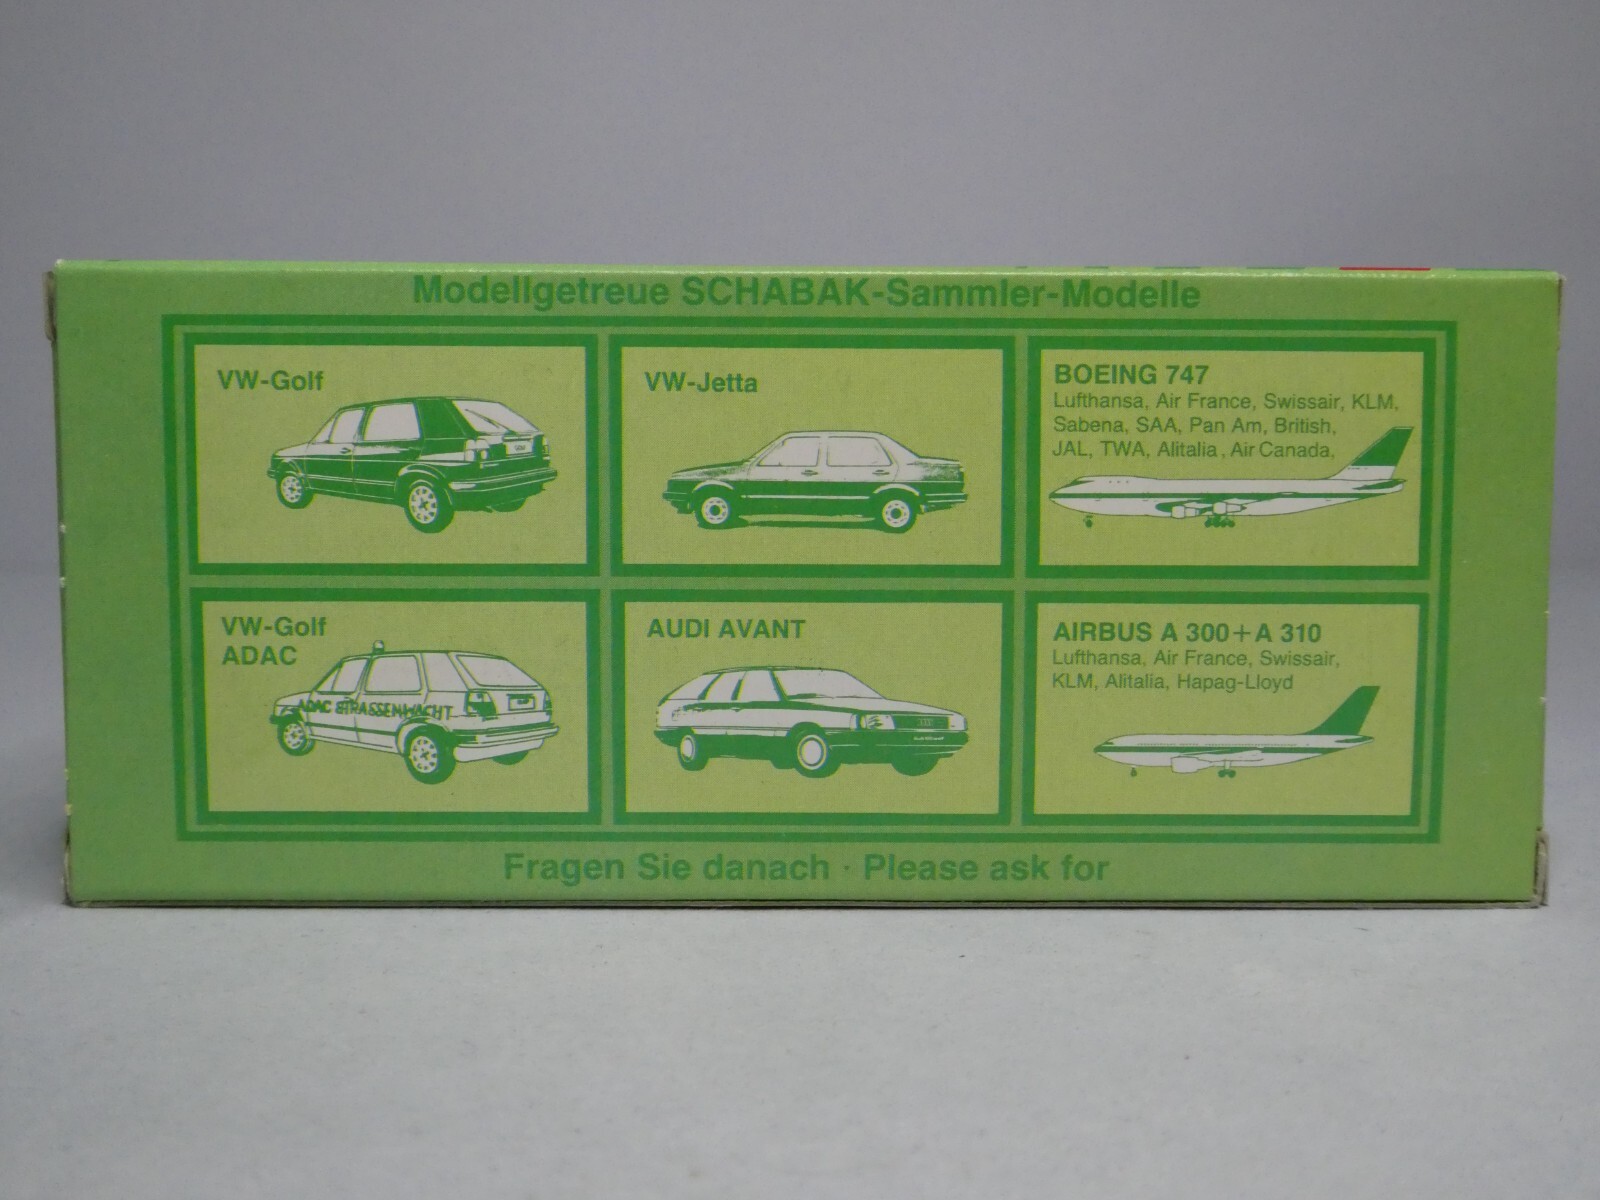 Modellgetreue SCHABAK-Sammler-Modelle
VW-Golf
VW-Jetta
BOEING 747
Lufthansa, Air France, Swissair, KLM,
Sabena, SAA, Pan Am, British,
JAL, TWA, Alitalia, Air Canada,
VW-Golf
ADAC
ADAC STRASSENWACHT
AUDI AVANT
AIRBUS A 300+A 310
Lufthansa, Air France, Swissair,
KLM, Alitalia, Hapag-Lloyd
Fragen Sie danach · Please ask for